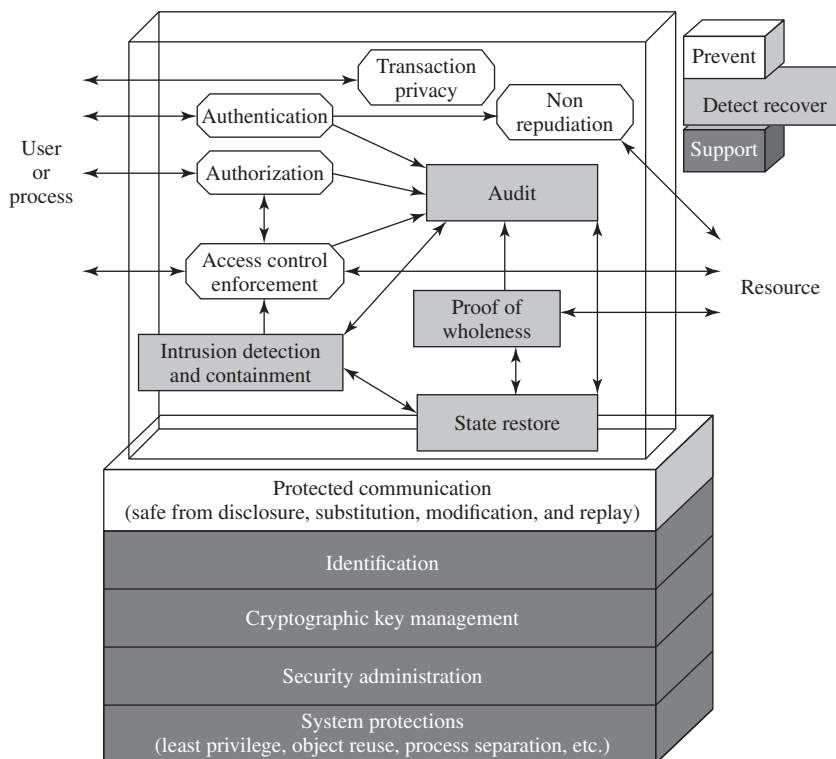 Prevent
Detect recover
Support
Transaction
privacy
Non
repudiation
Authentication
User
or
process
Authorization
Audit
Access control
enforcement
Resource
Proof of
wholeness
Intrusion detection
and containment
State restore
Protected communication
(safe from disclosure, substitution, modification, and replay)
Identification
Cryptographic key management
Security administration
System protections
(least privilege, object reuse, process separation, etc.)